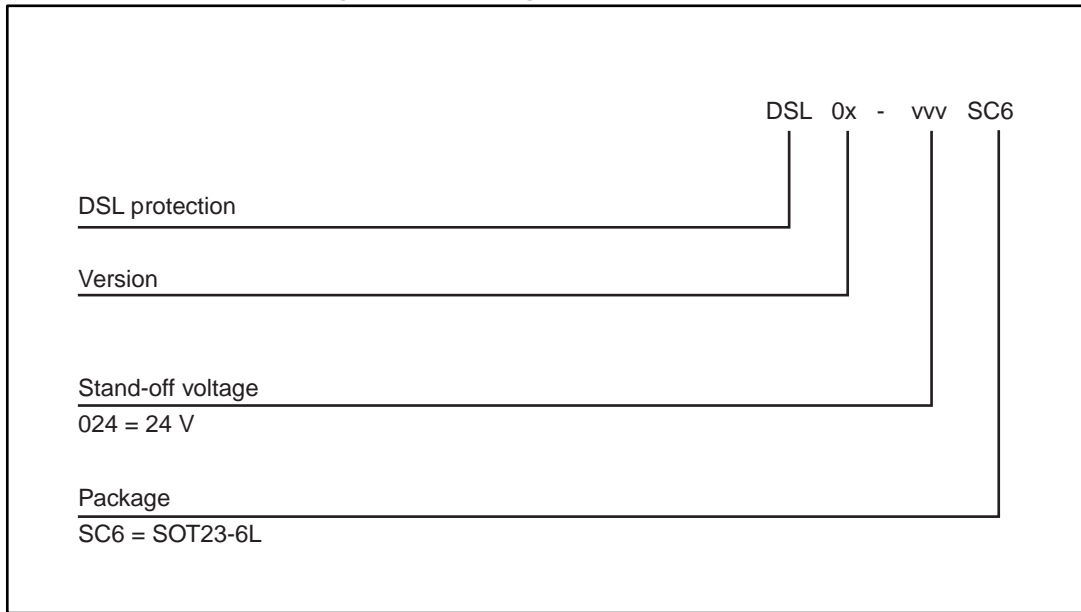 DSL 0x - vvv SC6
DSL protection
Version
Stand-off voltage
024 = 24 V
Package
SC6 = SOT23-6L